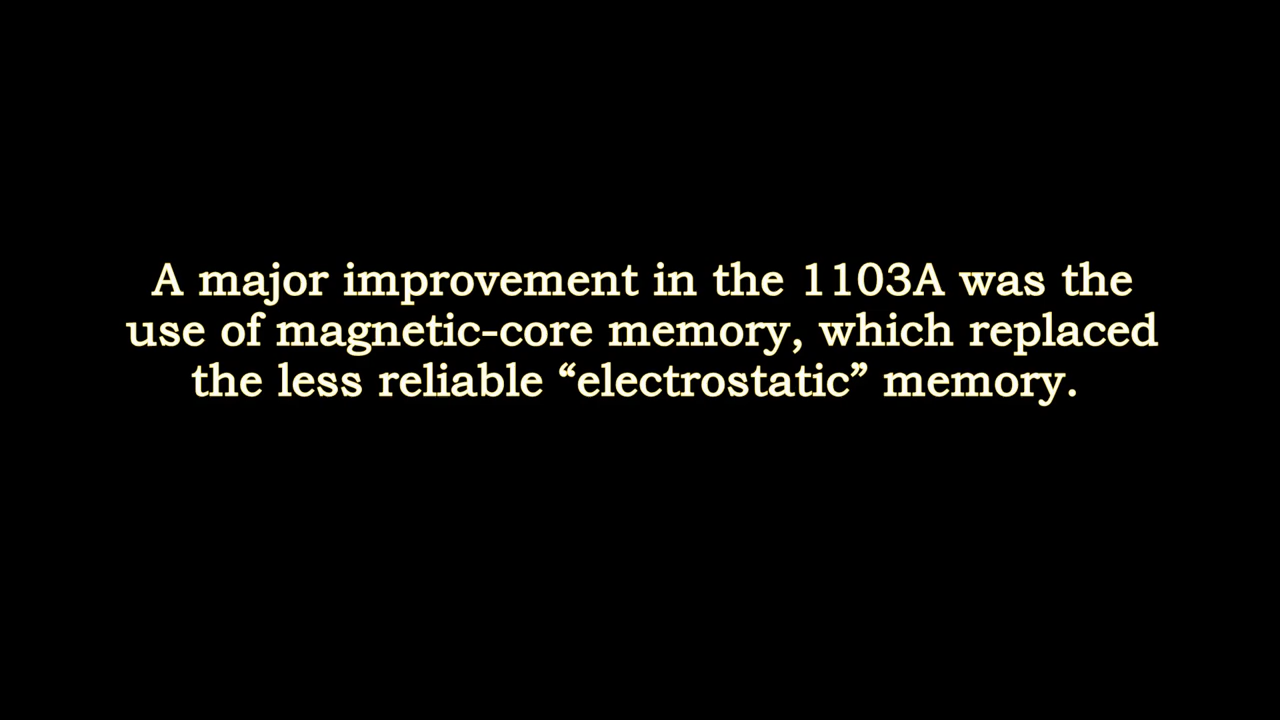 A major improvement in the 1103A was the
use of magnetic-core memory, which replaced
the less reliable “electrostatic” memory.